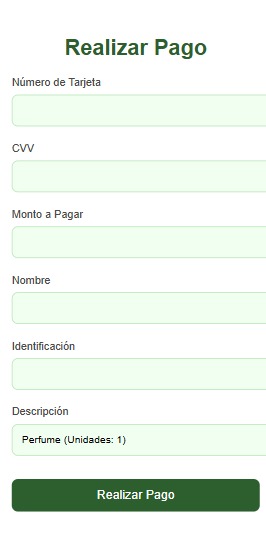 Realizar Pago
Número de Tarjeta
CVV
Monto a Pagar
Nombre
Identificación
Descripción
Perfume (Unidades: 1)
Realizar Pago